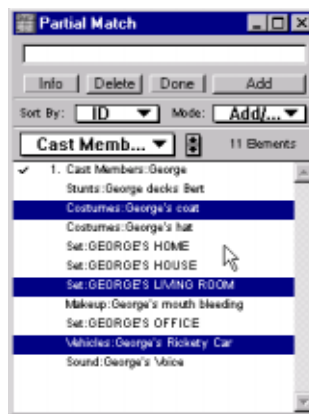 Partial Match
Info Delete Done Add
Sort By: ID Mode: Add/...
Cast Memb... 11 Elements
1. Cast Members:George
Stunts:George decks Bert
Costumes:George's coat
Costumes:George's hat
Set:GEORGE'S HOME
Set:GEORGE'S HOUSE
Set:GEORGE'S LIVING ROOM
Makeup:George's mouth bleeding
Set:GEORGE'S OFFICE
Vehicles:George's Rickety Car
Sound:George's Voice